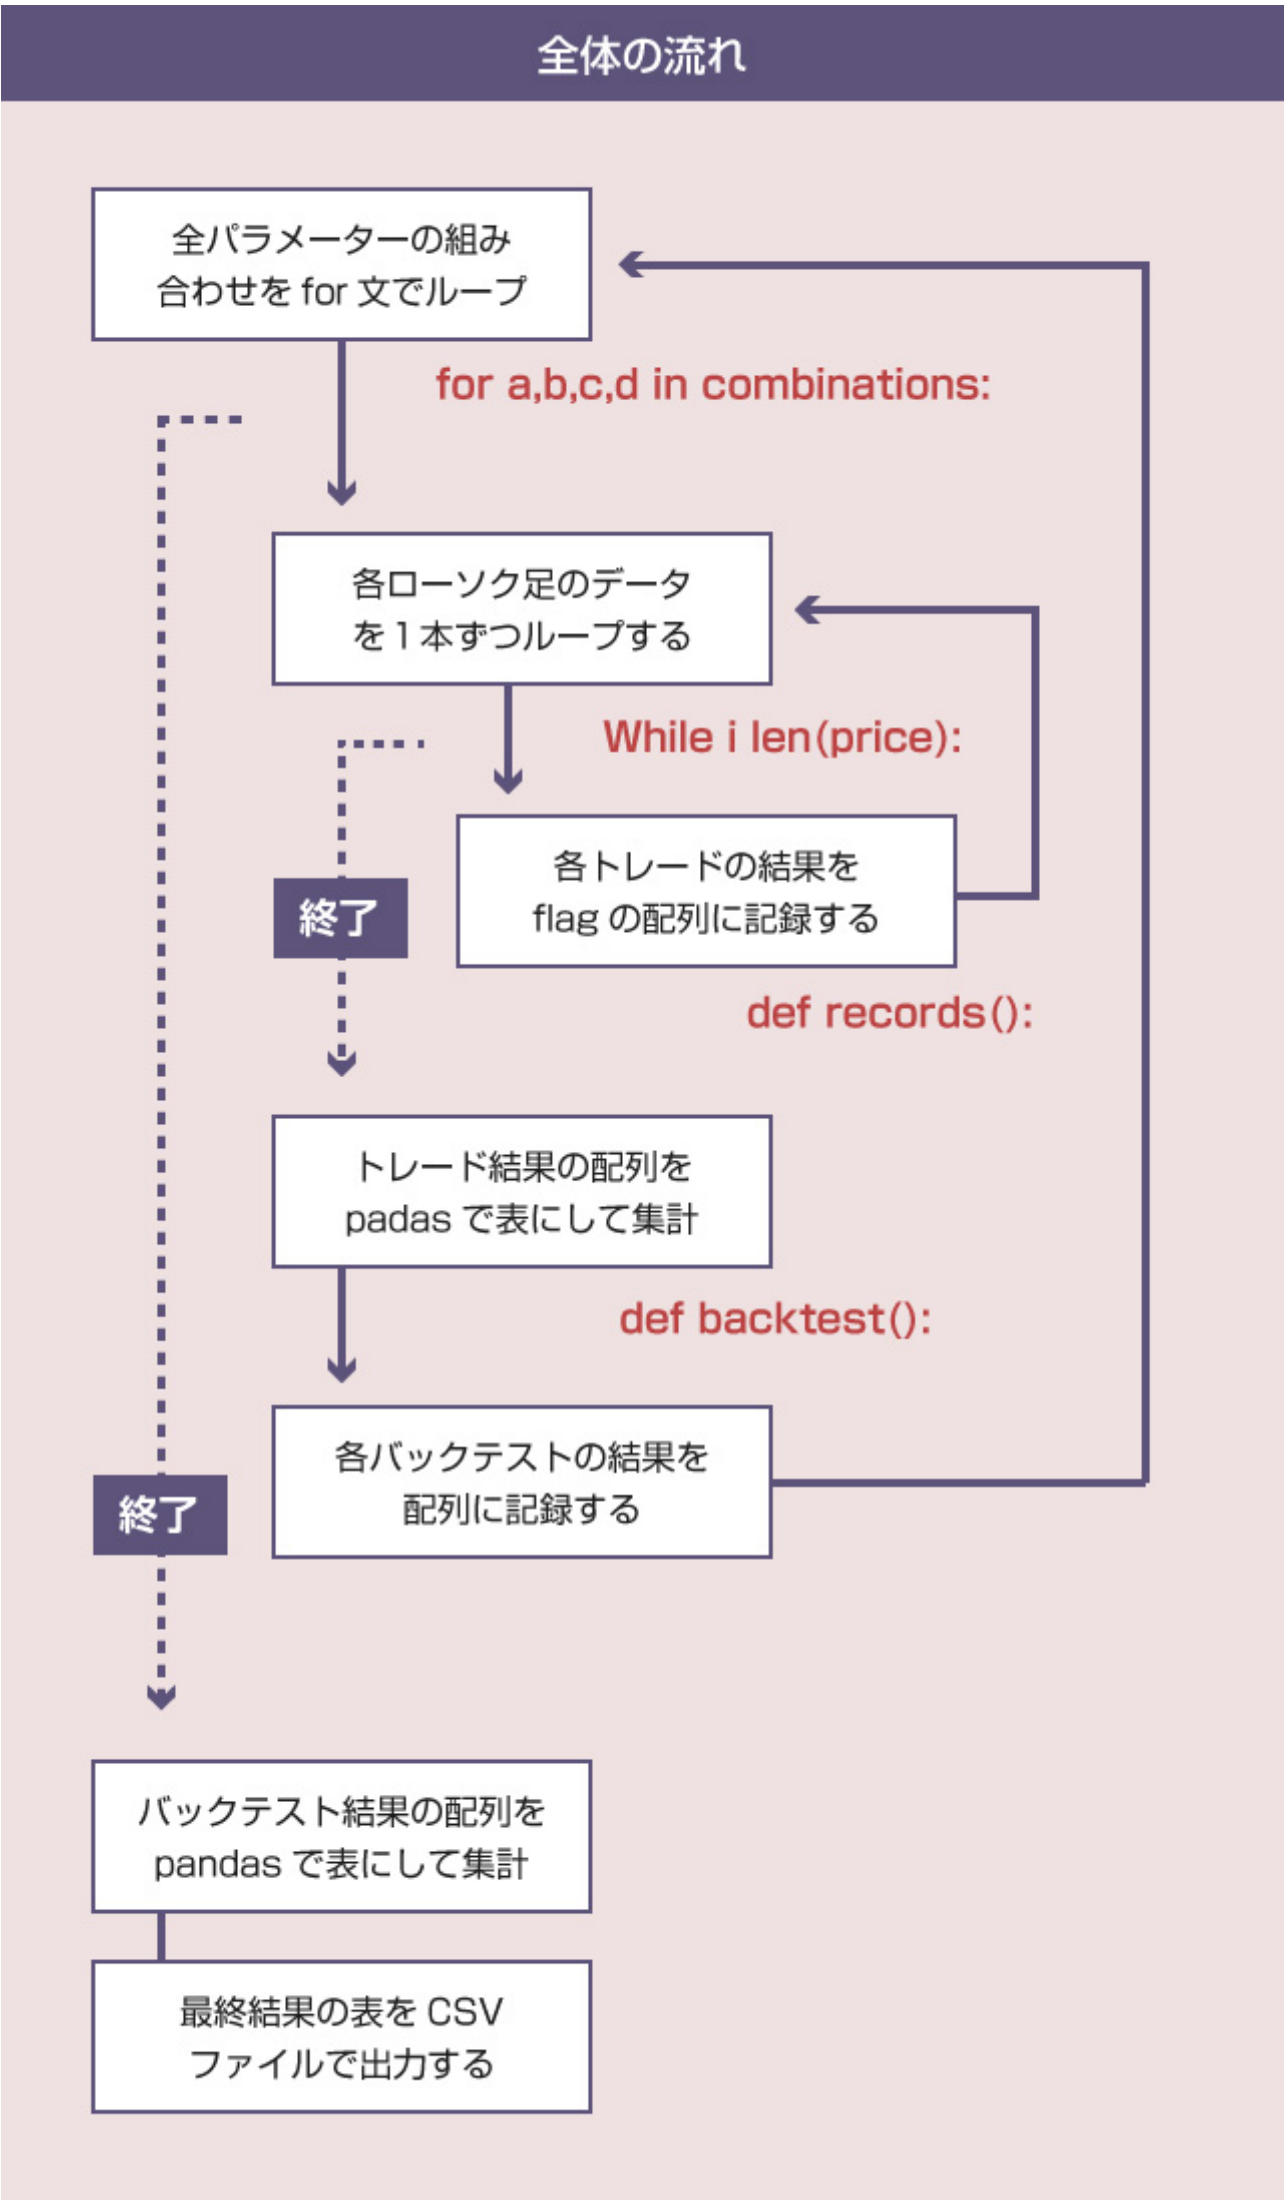 全体の流れ
全パラメーターの組み
合わせを for 文でループ
for a,b,c,d in combinations:
各ローソク足のデータ
を1本ずつループする
While i len(price):
各トレードの結果を
flag の配列に記録する
終了
def records():
トレード結果の配列を
padas で表にして集計
def backtest():
各バックテストの結果を
配列に記録する
終了
バックテスト結果の配列を
pandas で表にして集計
最終結果の表を CSV
ファイルで出力する